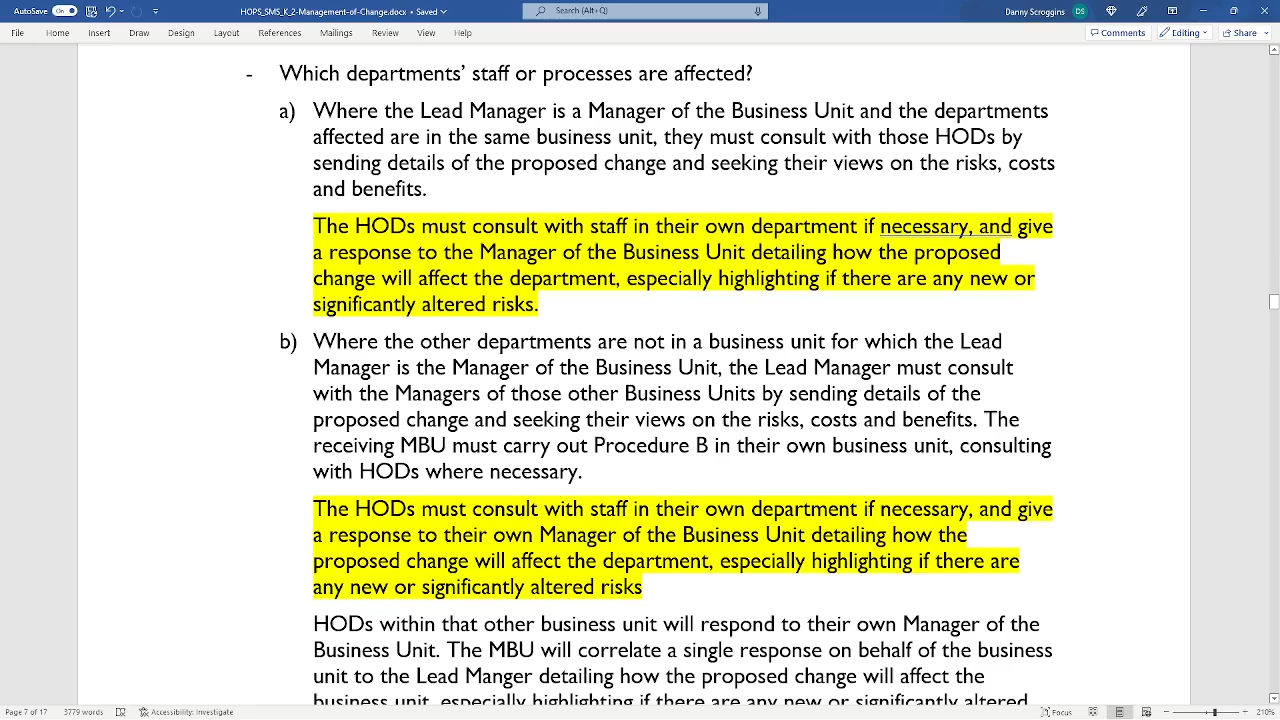 AutoSave On HOPS_SMS_K_2-Management-of-Change.docx • Saved Search (Alt+Q) Danny Scroggins DS
File Home Insert Draw Design Layout References Mailings Review View Help Comments Editing Share
- Which departments' staff or processes are affected?
a) Where the Lead Manager is a Manager of the Business Unit and the departments
affected are in the same business unit, they must consult with those HODs by
sending details of the proposed change and seeking their views on the risks, costs
and benefits.
The HODs must consult with staff in their own department if necessary, and give
a response to the Manager of the Business Unit detailing how the proposed
change will affect the department, especially highlighting if there are any new or
significantly altered risks.
b) Where the other departments are not in a business unit for which the Lead
Manager is the Manager of the Business Unit, the Lead Manager must consult
with the Managers of those other Business Units by sending details of the
proposed change and seeking their views on the risks, costs and benefits. The
receiving MBU must carry out Procedure B in their own business unit, consulting
with HODs where necessary.
The HODs must consult with staff in their own department if necessary, and give
a response to their own Manager of the Business Unit detailing how the
proposed change will affect the department, especially highlighting if there are
any new or significantly altered risks
HODs within that other business unit will respond to their own Manager of the
Business Unit. The MBU will correlate a single response on behalf of the business
unit to the Lead Manger detailing how the proposed change will affect the
business unit, especially highlighting if there are any new or significantly altered
Page 7 of 17 3779 words Accessibility: Investigate Focus 210%